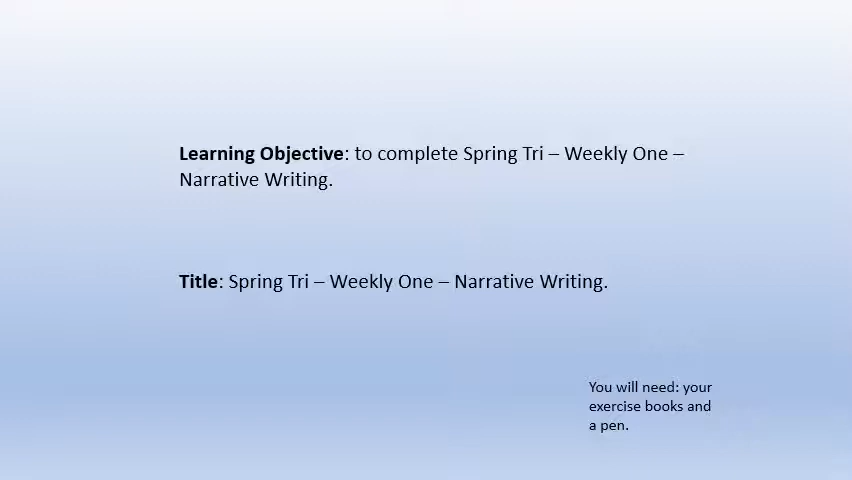 Learning Objective: to complete Spring Tri – Weekly One –
Narrative Writing.
Title: Spring Tri – Weekly One – Narrative Writing.
You will need: your
exercise books and
a pen.